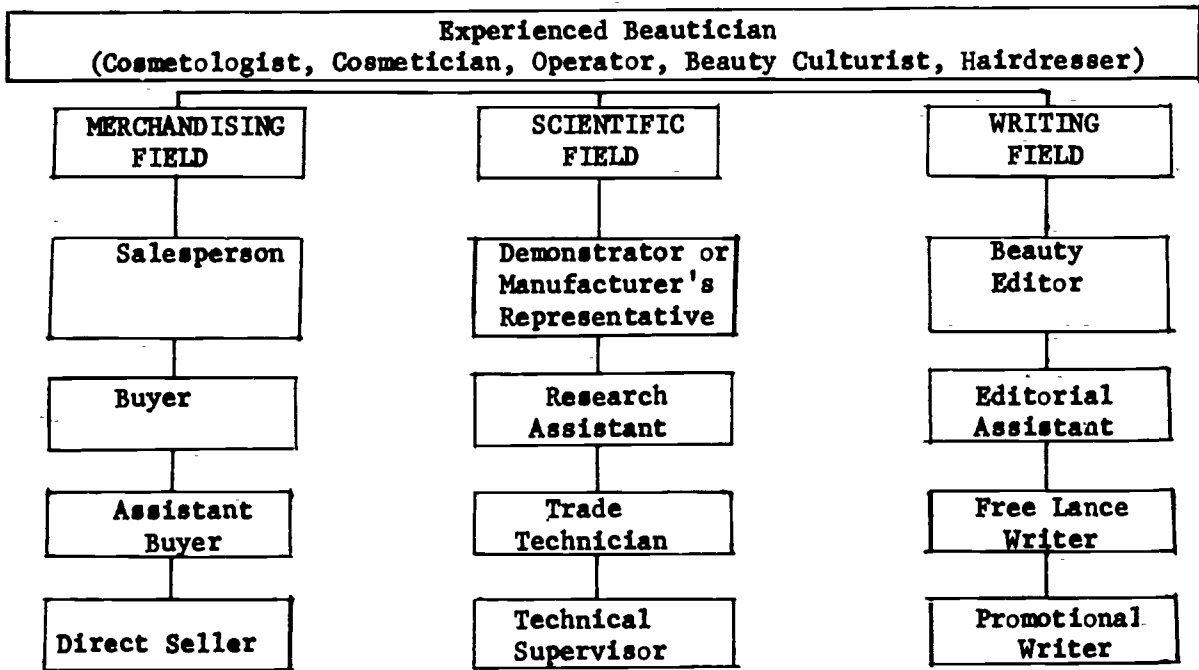 Experienced Beautician
(Cosmetologist, Cosmetician, Operator, Beauty Culturist, Hairdresser)
MERCHANDISING
FIELD
Salesperson
Buyer
Assistant
Buyer
Direct Seller
SCIENTIFIC
FIELD
Demonstrator or
Manufacturer's
Representative
Research
Assistant
Trade
Technician
Technical
Supervisor
WRITING
FIELD
Beauty
Editor
Editorial
Assistant
Free Lance
Writer
Promotional
Writer